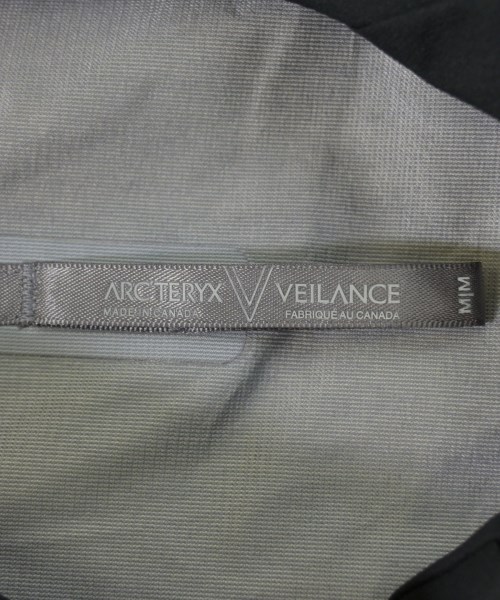 ARC'TERYX V VEILANCE
MADE IN CANADA FABRIQUÉ AU CANADA
M|M